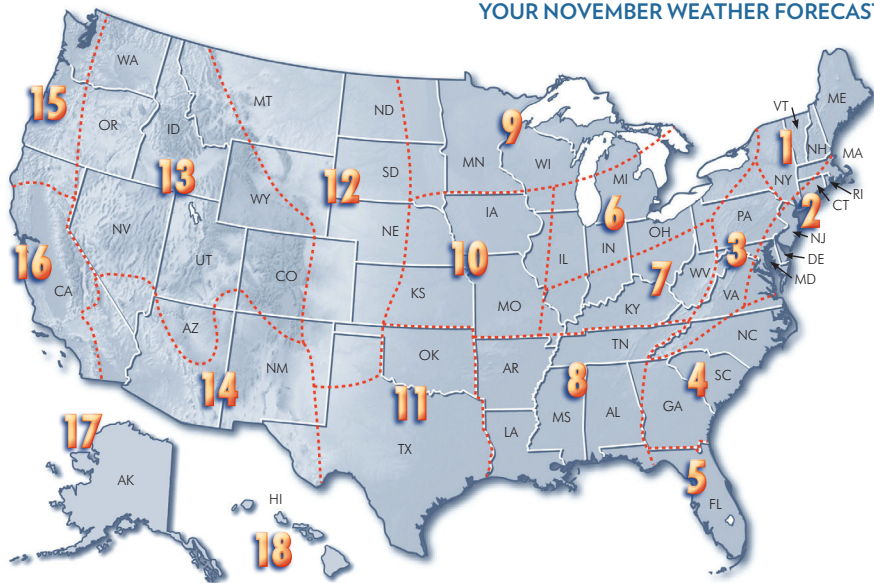 YOUR NOVEMBER WEATHER FORECAST
WA
MT
ND
MN
9
VT
ME
15
OR
ID
13
12
SD
WI
MI
1
NH
MA
NY
WY
RI
CT
NV
UT
CO
NE
IA
10
IL
IN
6
OH
PA
2
NJ
3
DE
MD
16
CA
KS
MO
7
WV
VA
KY
AZ
NM
14
OK
AR
TN
NC
8
4
SC
11
TX
LA
MS
AL
GA
17
AK
HI
18
5
FL